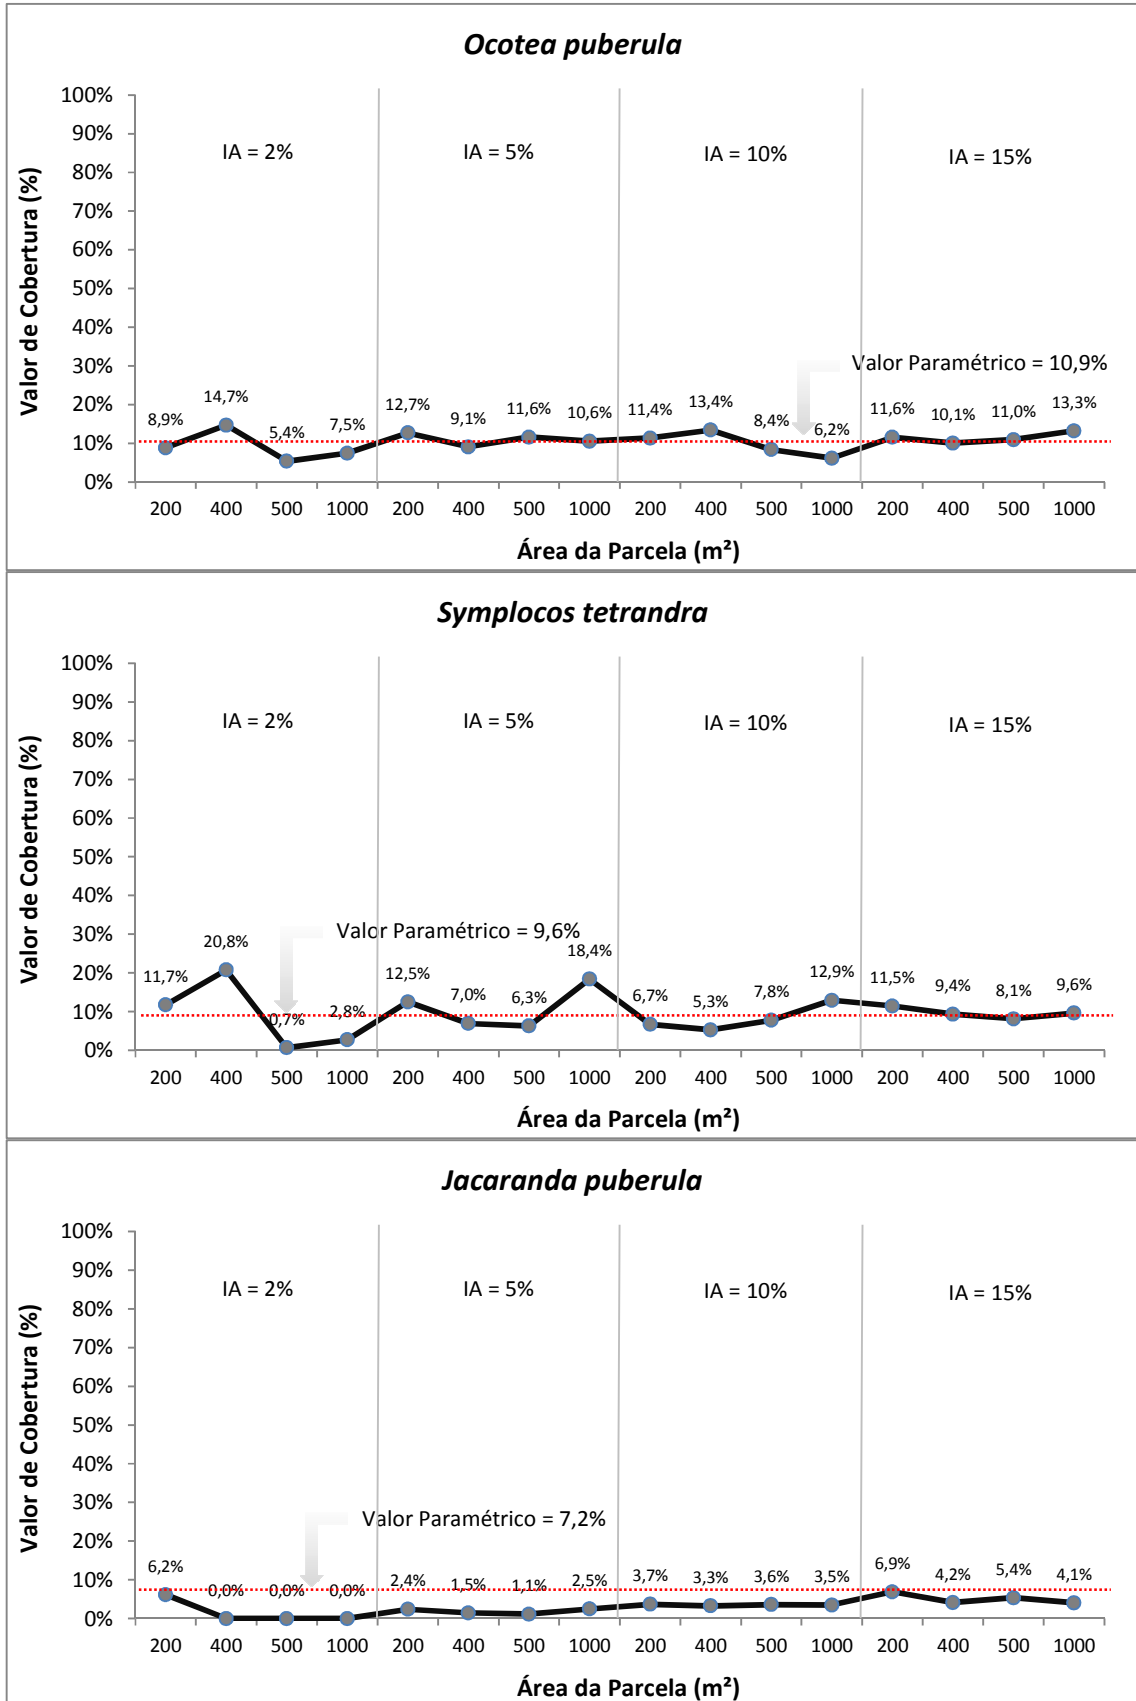 Ocotea puberula
Valor de Cobertura (%)
100%
90%
80%
70%
60%
50%
40%
30%
20%
10%
0%
IA = 2% IA = 5% IA = 10% IA = 15%
Valor Paramétrico = 10,9%
8,9% 14,7% 5,4% 7,5% 12,7% 9,1% 11,6% 10,6% 11,4% 13,4% 8,4% 6,2% 11,6% 10,1% 11,0% 13,3%
200 400 500 1000 200 400 500 1000 200 400 500 1000 200 400 500 1000
Área da Parcela (m²)
Symplocos tetrandra
Valor de Cobertura (%)
100%
90%
80%
70%
60%
50%
40%
30%
20%
10%
0%
IA = 2% IA = 5% IA = 10% IA = 15%
Valor Paramétrico = 9,6%
11,7% 20,8% 0,7% 2,8% 12,5% 7,0% 6,3% 18,4% 6,7% 5,3% 7,8% 12,9% 11,5% 9,4% 8,1% 9,6%
200 400 500 1000 200 400 500 1000 200 400 500 1000 200 400 500 1000
Área da Parcela (m²)
Jacaranda puberula
Valor de Cobertura (%)
100%
90%
80%
70%
60%
50%
40%
30%
20%
10%
0%
IA = 2% IA = 5% IA = 10% IA = 15%
Valor Paramétrico = 7,2%
6,2% 0,0% 0,0% 0,0% 2,4% 1,5% 1,1% 2,5% 3,7% 3,3% 3,6% 3,5% 6,9% 4,2% 5,4% 4,1%
200 400 500 1000 200 400 500 1000 200 400 500 1000 200 400 500 1000
Área da Parcela (m²)